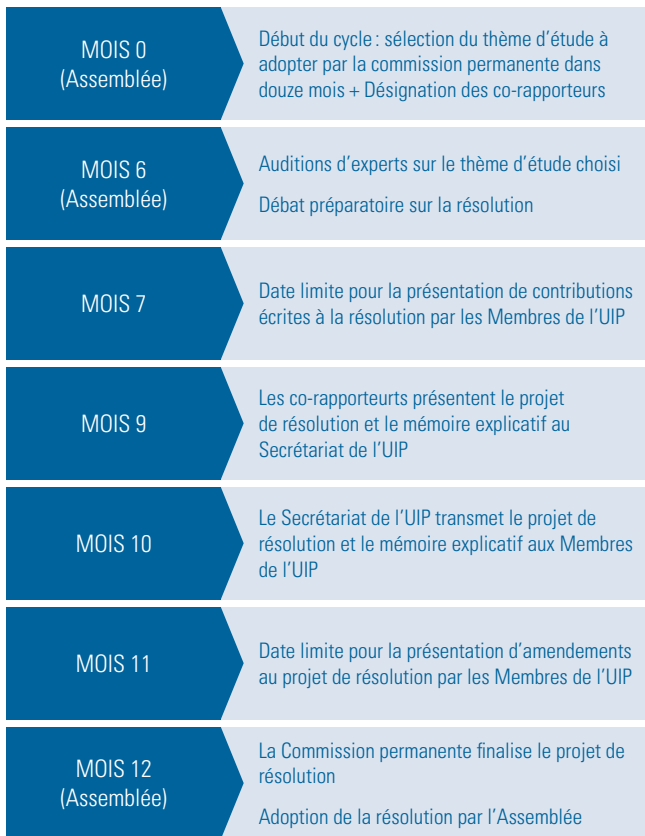 MOIS 0
(Assemblée)
Début du cycle : sélection du thème d’étude à
adopter par la commission permanente dans
douze mois + Désignation des co-rapporteurs
MOIS 6
(Assemblée)
Auditions d’experts sur le thème d’étude choisi
Débat préparatoire sur la résolution
MOIS 7
Date limite pour la présentation de contributions
écrites à la résolution par les Membres de l’UIP
MOIS 9
Les co-rapporteurts présentent le projet
de résolution et le mémoire explicatif au
Secrétariat de l’UIP
MOIS 10
Le Secrétariat de l’UIP transmet le projet de
résolution et le mémoire explicatif aux Membres
de l’UIP
MOIS 11
Date limite pour la présentation d’amendements
au projet de résolution par les Membres de l’UIP
MOIS 12
(Assemblée)
La Commission permanente finalise le projet de
résolution
Adoption de la résolution par l’Assemblée